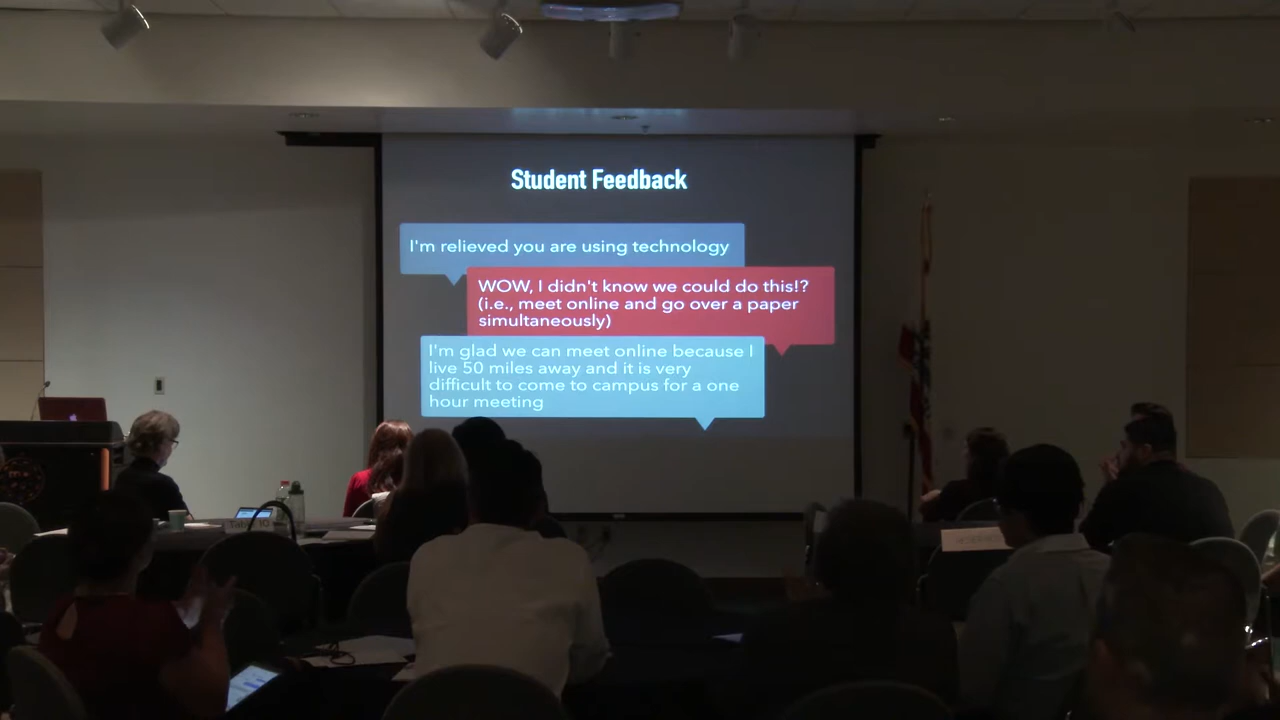 Student Feedback
I'm relieved you are using technology
WOW, I didn't know we could do this!?
(i.e., meet online and go over a paper
simultaneously)
I'm glad we can meet online because I
live 50 miles away and it is very
difficult to come to campus for a one
hour meeting
Table 10